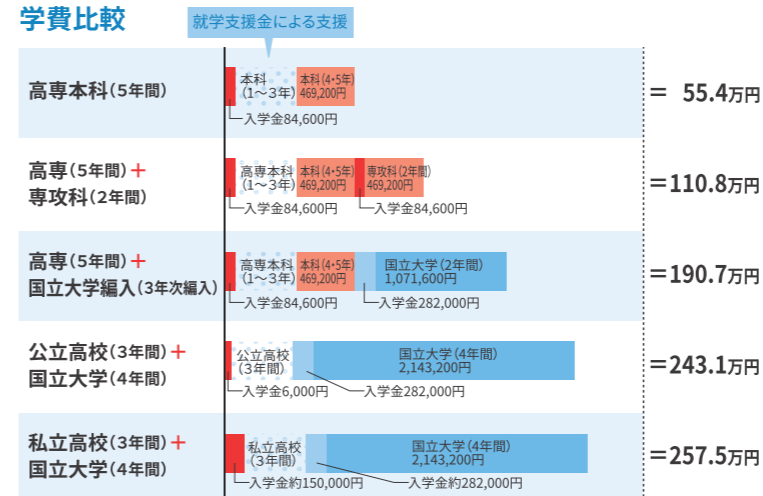 学費比較
就学支援金による支援
高専本科（5年間）
本科
（1～3年）
本科（4・5年）
469,200円
入学金84,600円
＝ 55.4万円
高専（5年間）＋
専攻科（2年間）
高専本科
（1～3年）
本科（4・5年）
469,200円
専攻科（2年間）
469,200円
入学金84,600円
入学金84,600円
＝110.8万円
高専（5年間）＋
国立大学編入（3年次編入）
高専本科
（1～3年）
本科（4・5年）
469,200円
国立大学（2年間）
1,071,600円
入学金84,600円
入学金282,000円
＝190.7万円
公立高校（3年間）＋
国立大学（4年間）
公立高校
（3年間）
国立大学（4年間）
2,143,200円
入学金6,000円
入学金282,000円
＝243.1万円
私立高校（3年間）＋
国立大学（4年間）
私立高校
（3年間）
国立大学（4年間）
2,143,200円
入学金約150,000円
入学金約282,000円
＝257.5万円